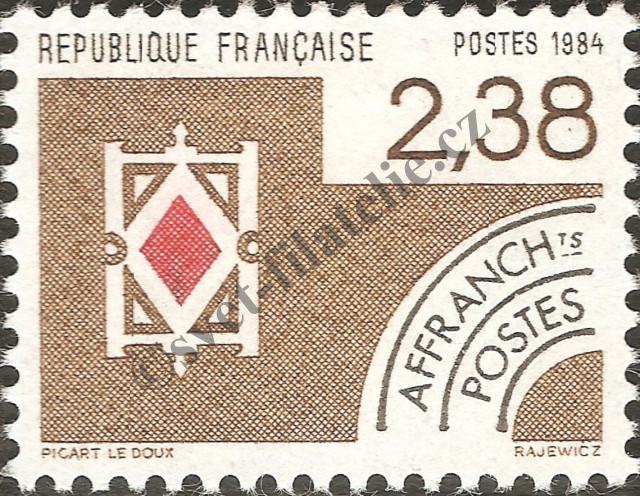 REPUBLIQUE FRANÇAISE POSTES 1984
2,38
AFFRANCHTS
POSTES
PICART LE DOUX RAJEWICZ
©svet-filatelie.cz